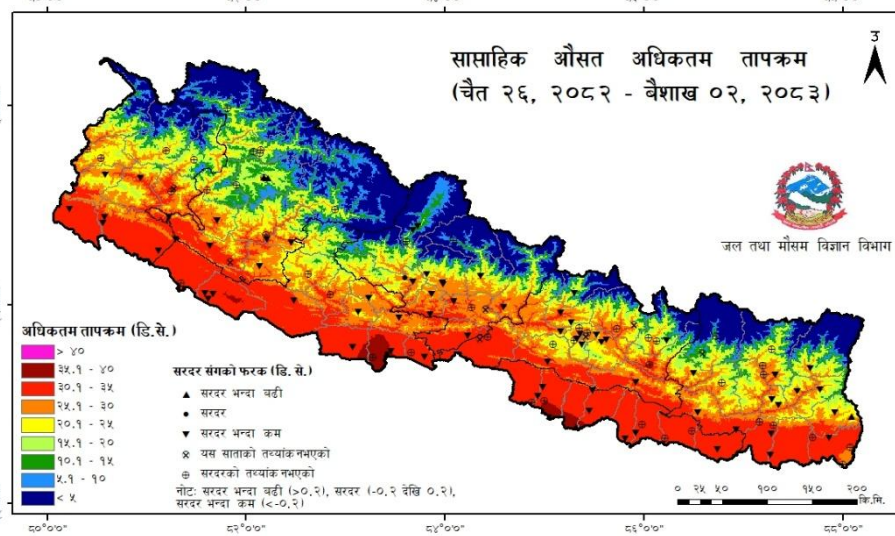 उ
साप्ताहिक औसत अधिकतम तापक्रम
(चैत २६, २०८२ - वैशाख ०२, २०८३)
जल तथा मौसम विज्ञान विभाग
अधिकतम तापक्रम (डि.से.)
> ४०
३५.१ - ४०
३०.१ - ३५
२५.१ - ३०
२०.१ - २५
१५.१ - २०
१०.१ - १५
५.१ - १०
< ५
सरदर संगको फरक (डि. से.)
सरदर भन्दा बढी
सरदर
सरदर भन्दा कम
यस साताको तथ्यांक नभएको
सरदरको तथ्यांक नभएको
नोट: सरदर भन्दा बढी (>०.२), सरदर (-०.२ देखि ०.२),
सरदर भन्दा कम (<-०.२)
० २५ ५० १०० १५० २००
कि.मि.
८०°०'०" ८२°०'०" ८४°०'०" ८६°०'०" ८८°०'०"